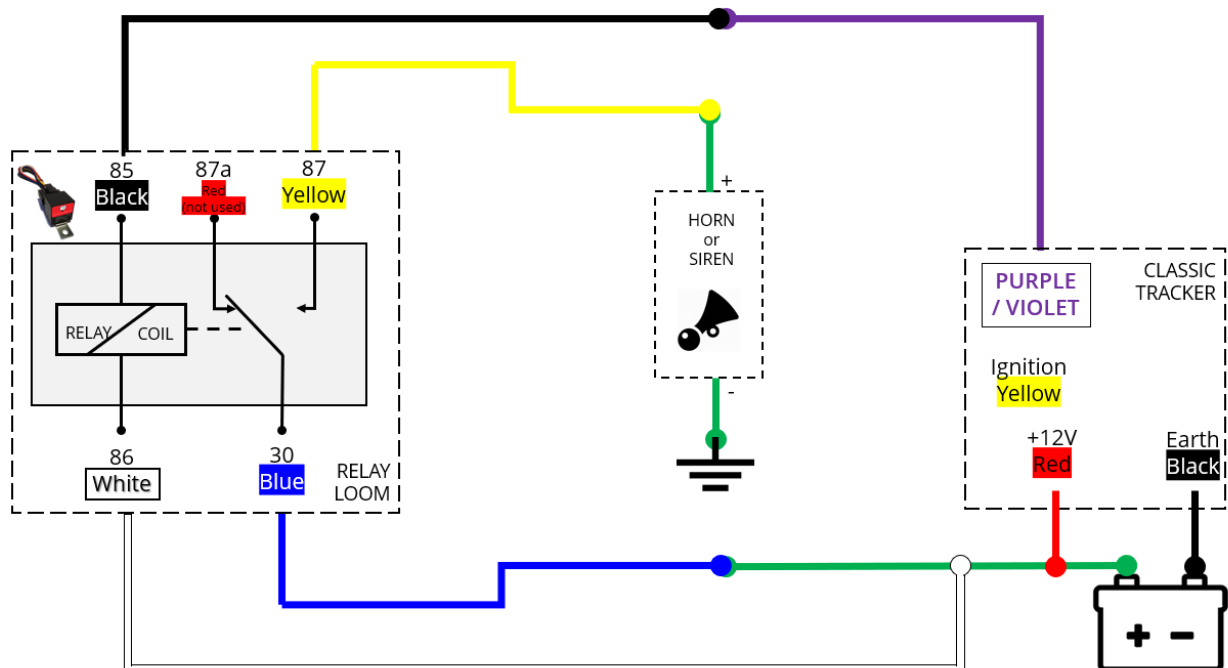 85
Black
87a
Red
(not used)
87
Yellow
RELAY
COIL
86
White
30
Blue
RELAY
LOOM
+
HORN
or
SIREN
-
PURPLE
/ VIOLET
CLASSIC
TRACKER
Ignition
Yellow
+12V
Red
Earth
Black
+ -